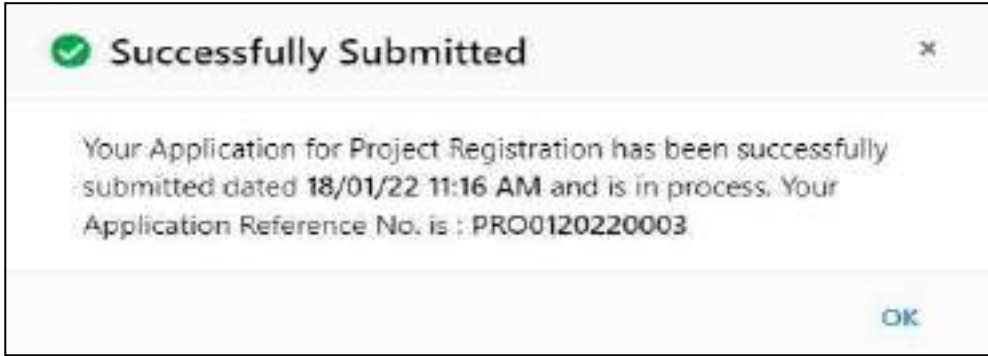 Successfully Submitted
×
Your Application for Project Registration has been successfully
submitted dated 18/01/22 11:16 AM and is in process. Your
Application Reference No. is : PRO0120220003
OK